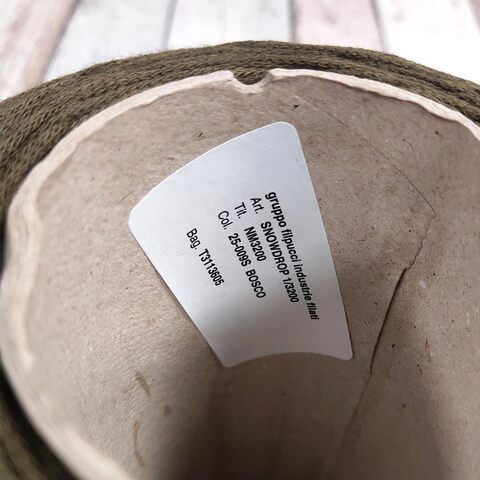 gruppo filpucci industrie filati
Art. SNOWDROP 1/3200
Tit. NM3200
Col. 25-009S BOSCO
Bag. T3113605